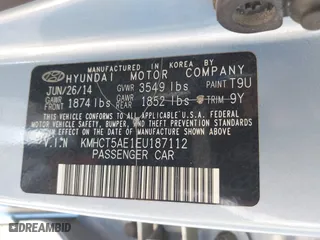 MANUFACTURED IN KOREA BY
HYUNDAI MOTOR COMPANY
JUN/26/14 GVWR 3549 lbs PAINT T9U
GAWR FRONT 1874 lbs GAWR REAR 1852 lbs TRIM 9Y
THIS VEHICLE CONFORMS TO ALL APPLICABLE FEDERAL
MOTOR VEHICLE SAFETY, BUMPER, AND THEFT PREVENTION
STANDARDS IN EFFECT ON THE DATE OF MANUFACTURE
SHOWN ABOVE.
V.I.N KMHCT5AE1EU187112
PASSENGER CAR
DRIVE REPAIR